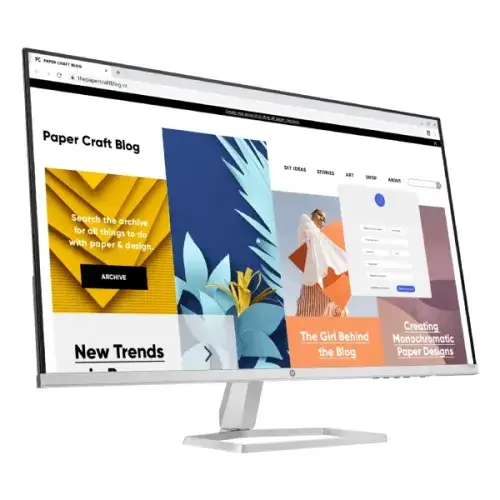 PAPER CRAFT BLOG
thepapercraftblog.co
Paper Craft Blog
DIY IDEAS
STORIES
ART
SHOP
ABOUT
Search the archive
for all things to do
with paper & design.
ARCHIVE
New Trends
The Girl Behind
the Blog
Creating
Monochromatic
Paper Designs
hp